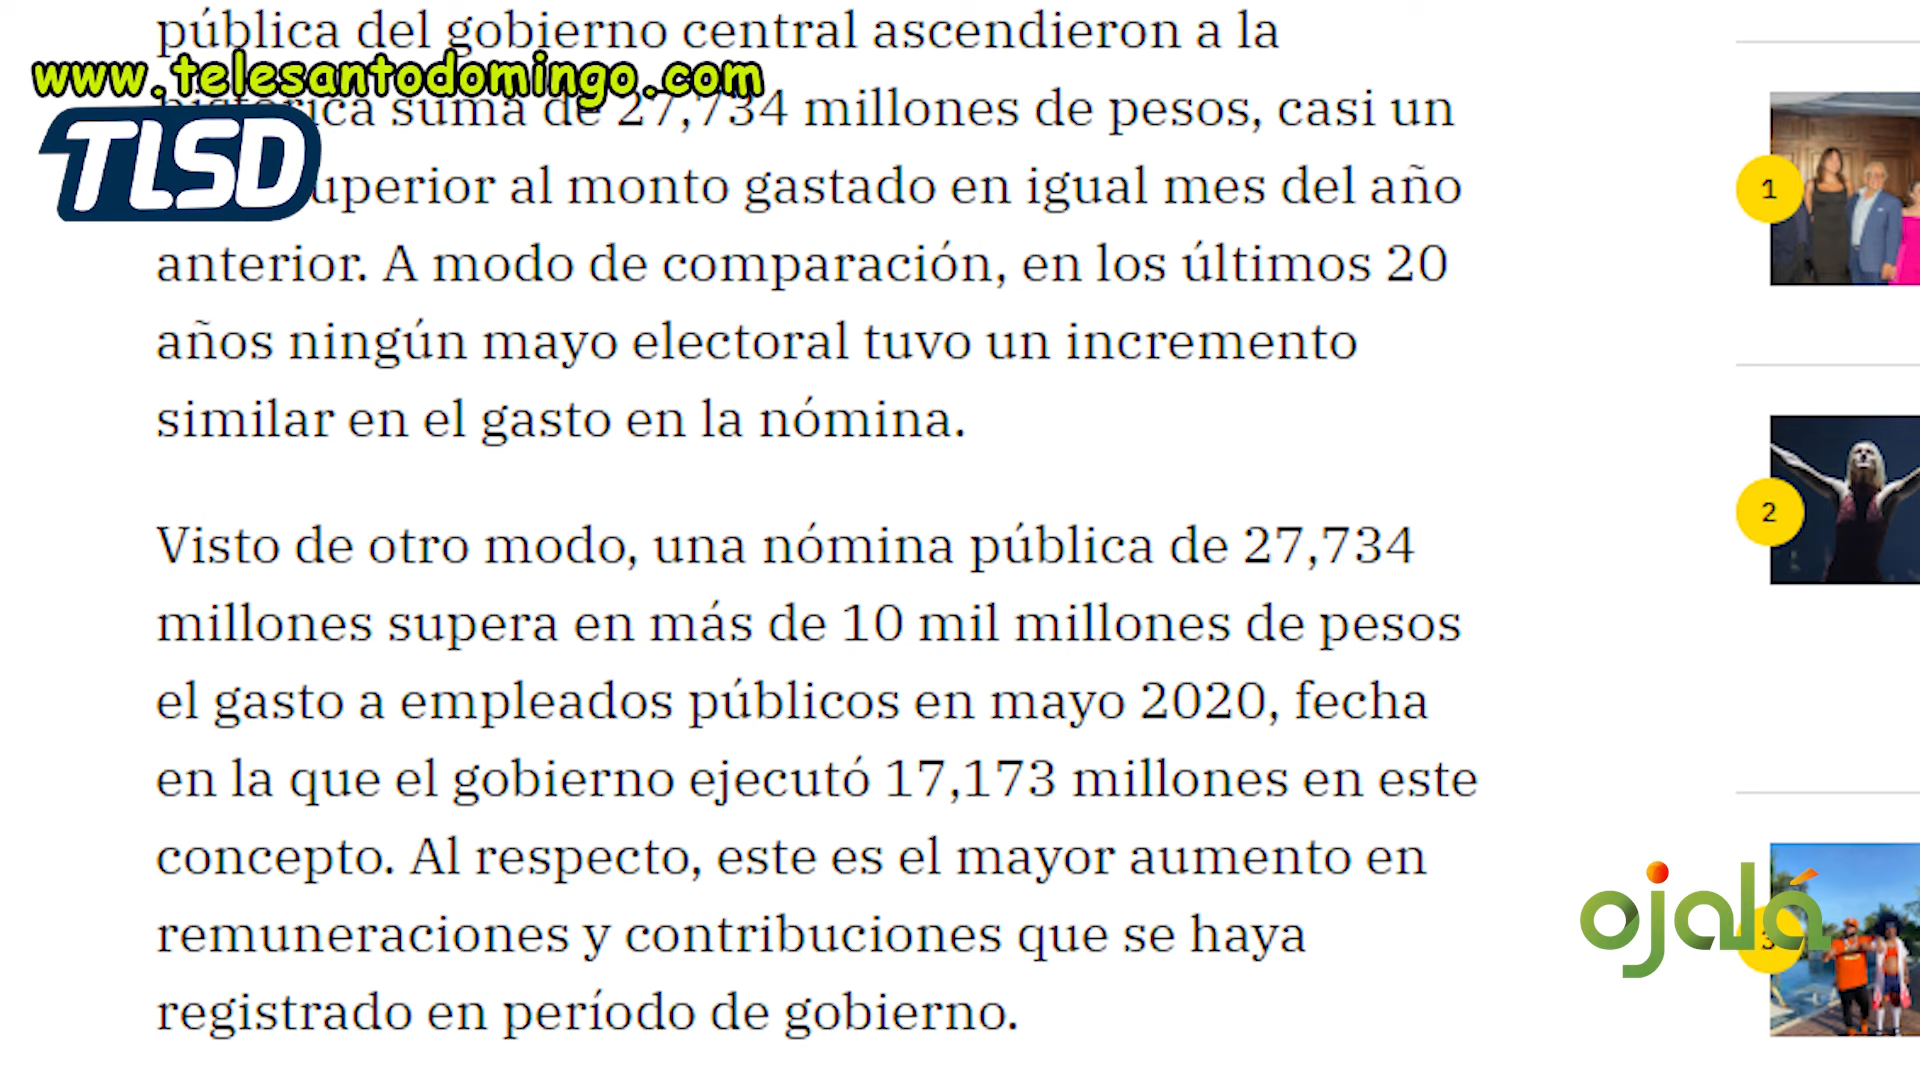 pública del gobierno central ascendieron a la
www.telesantodomingo.com
suma de 27,734 millones de pesos, casi un
TLSD
superior al monto gastado en igual mes del año
anterior. A modo de comparación, en los últimos 20
años ningún mayo electoral tuvo un incremento
similar en el gasto en la nómina.
Visto de otro modo, una nómina pública de 27,734
millones supera en más de 10 mil millones de pesos
el gasto a empleados públicos en mayo 2020, fecha
en la que el gobierno ejecutó 17,173 millones en este
concepto. Al respecto, este es el mayor aumento en
remuneraciones y contribuciones que se haya
registrado en período de gobierno.
1
2
3
ojalá